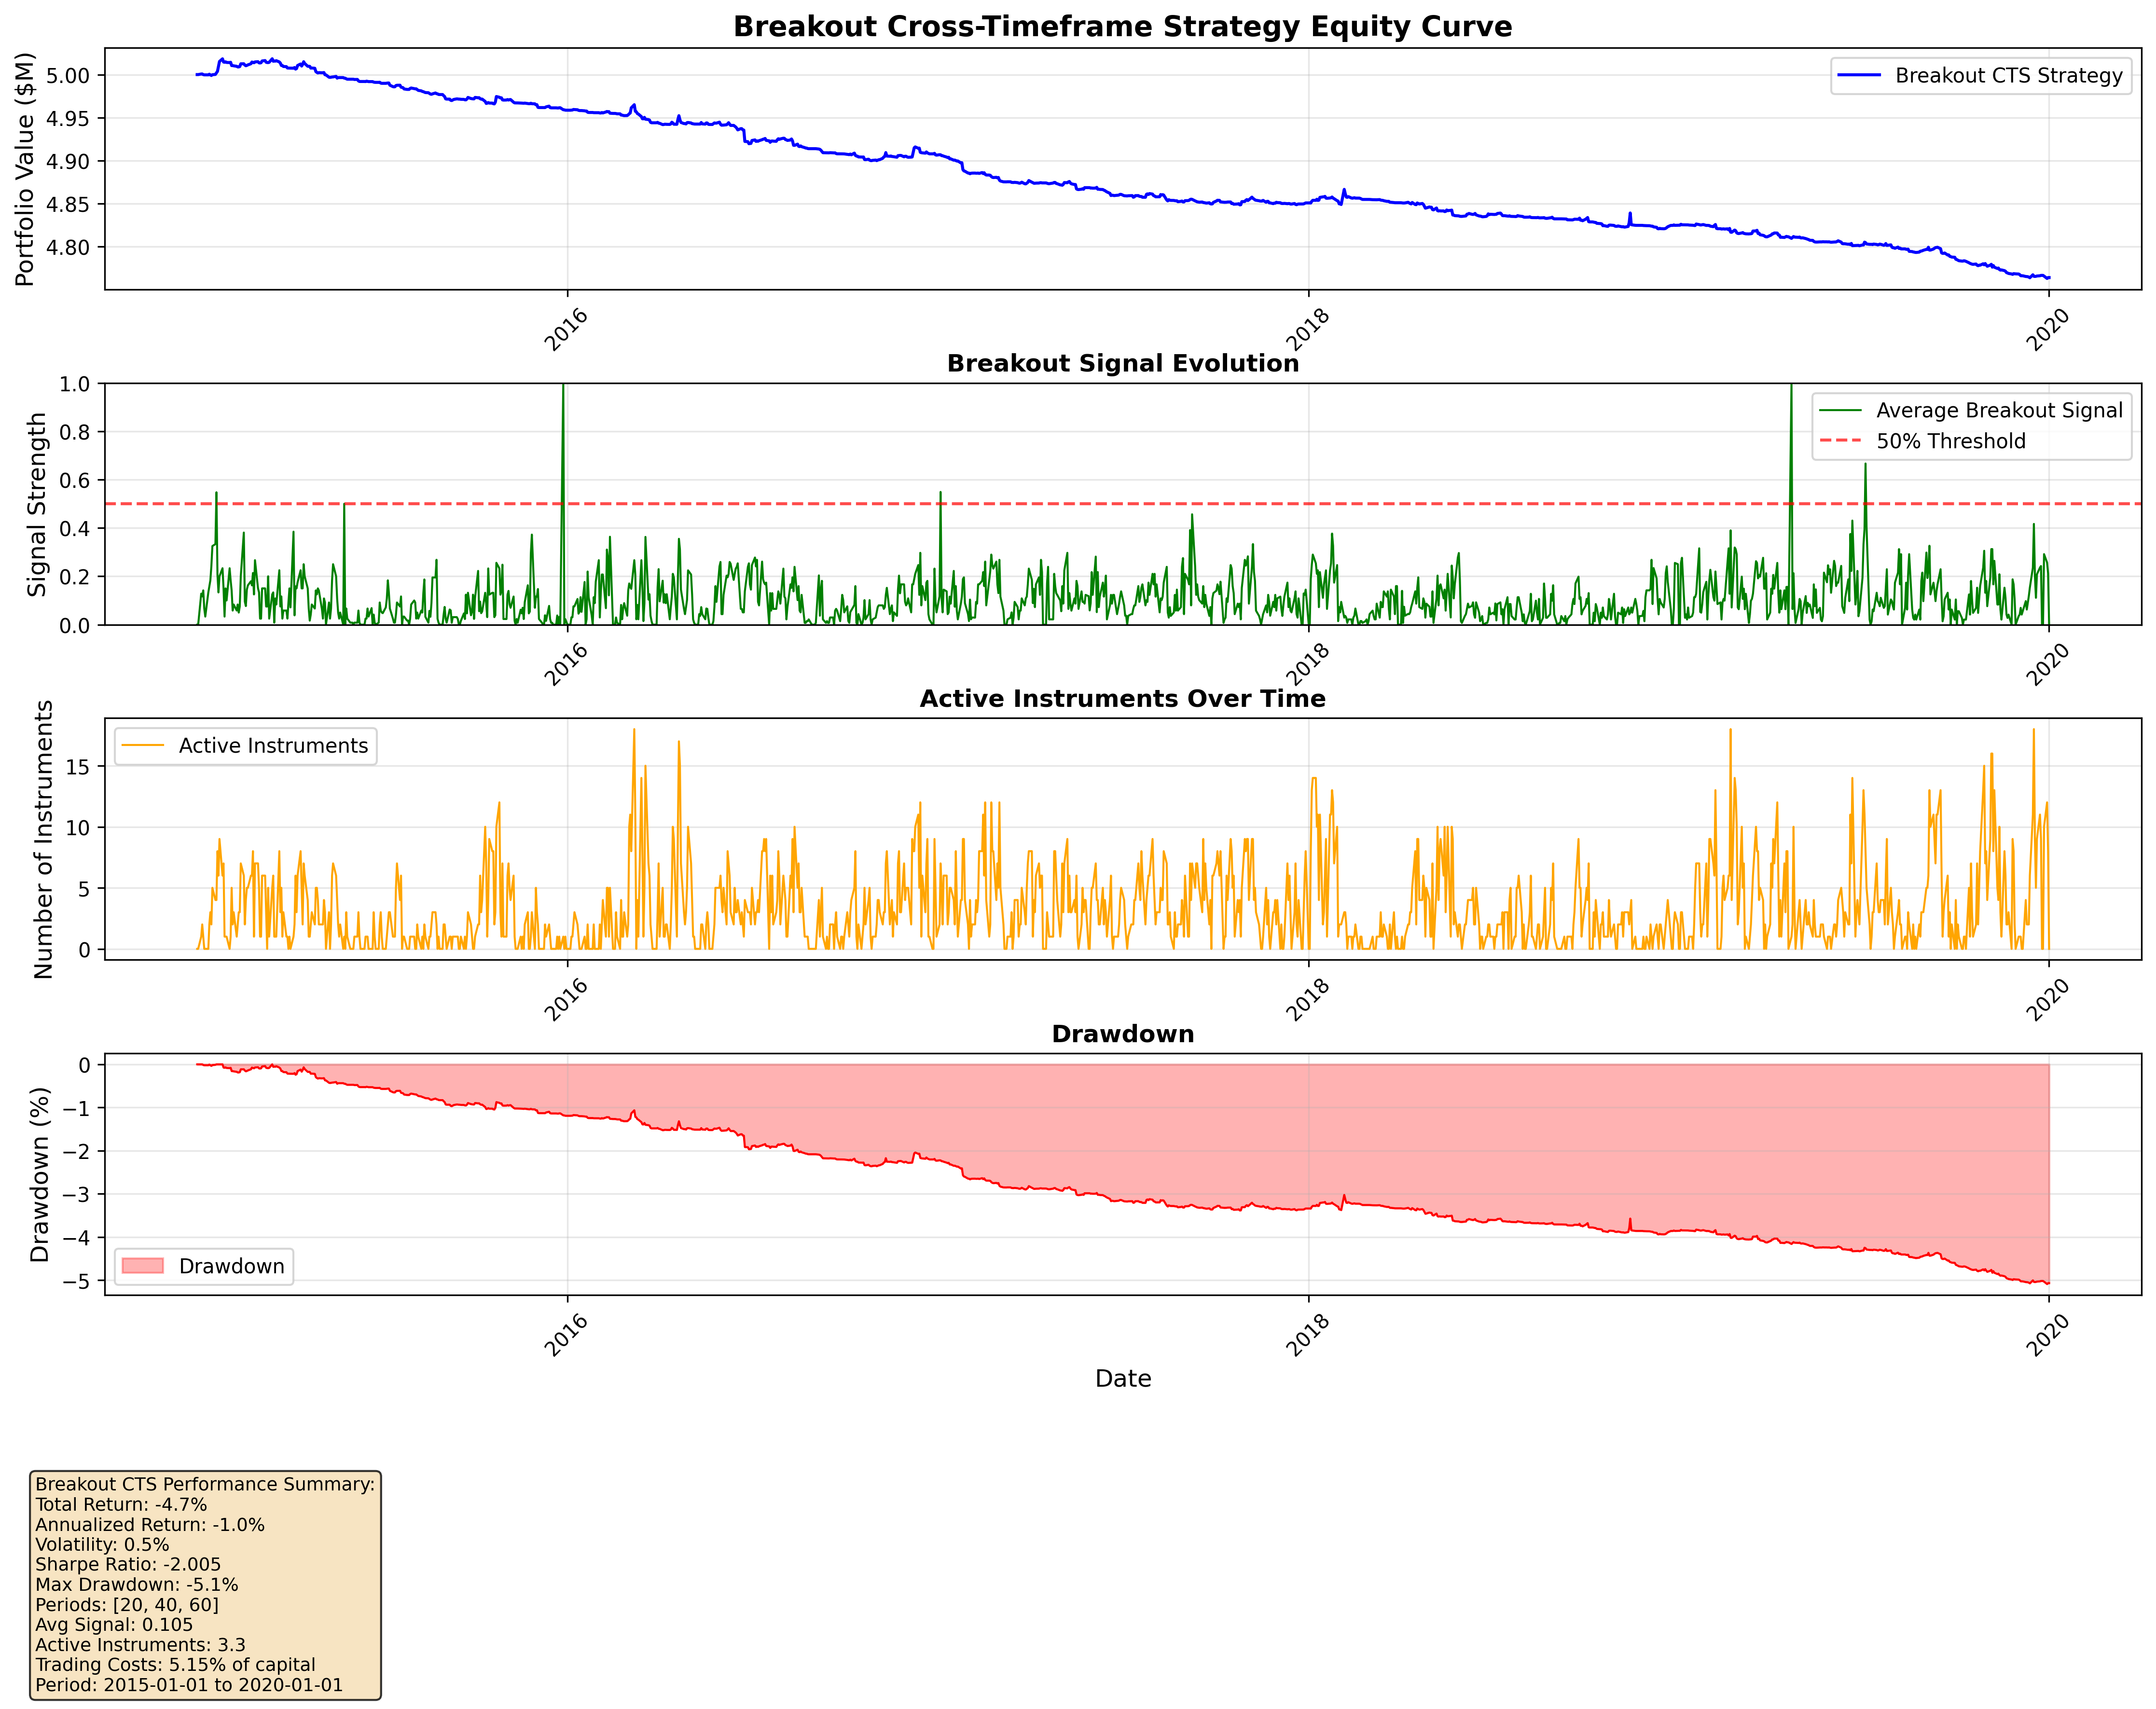 Breakout Cross-Timeframe Strategy Equity Curve
Portfolio Value ($M)
5.00
4.95
4.90
4.85
4.80
Breakout CTS Strategy
2016
2018
2020
Breakout Signal Evolution
Signal Strength
1.0
0.8
0.6
0.4
0.2
0.0
Average Breakout Signal
50% Threshold
2016
2018
2020
Active Instruments Over Time
Number of Instruments
15
10
5
0
Active Instruments
2016
2018
2020
Drawdown
Drawdown (%)
0
−1
−2
−3
−4
−5
Drawdown
2016
2018
2020
Date
Breakout CTS Performance Summary:
Total Return: -4.7%
Annualized Return: -1.0%
Volatility: 0.5%
Sharpe Ratio: -2.005
Max Drawdown: -5.1%
Periods: [20, 40, 60]
Avg Signal: 0.105
Active Instruments: 3.3
Trading Costs: 5.15% of capital
Period: 2015-01-01 to 2020-01-01